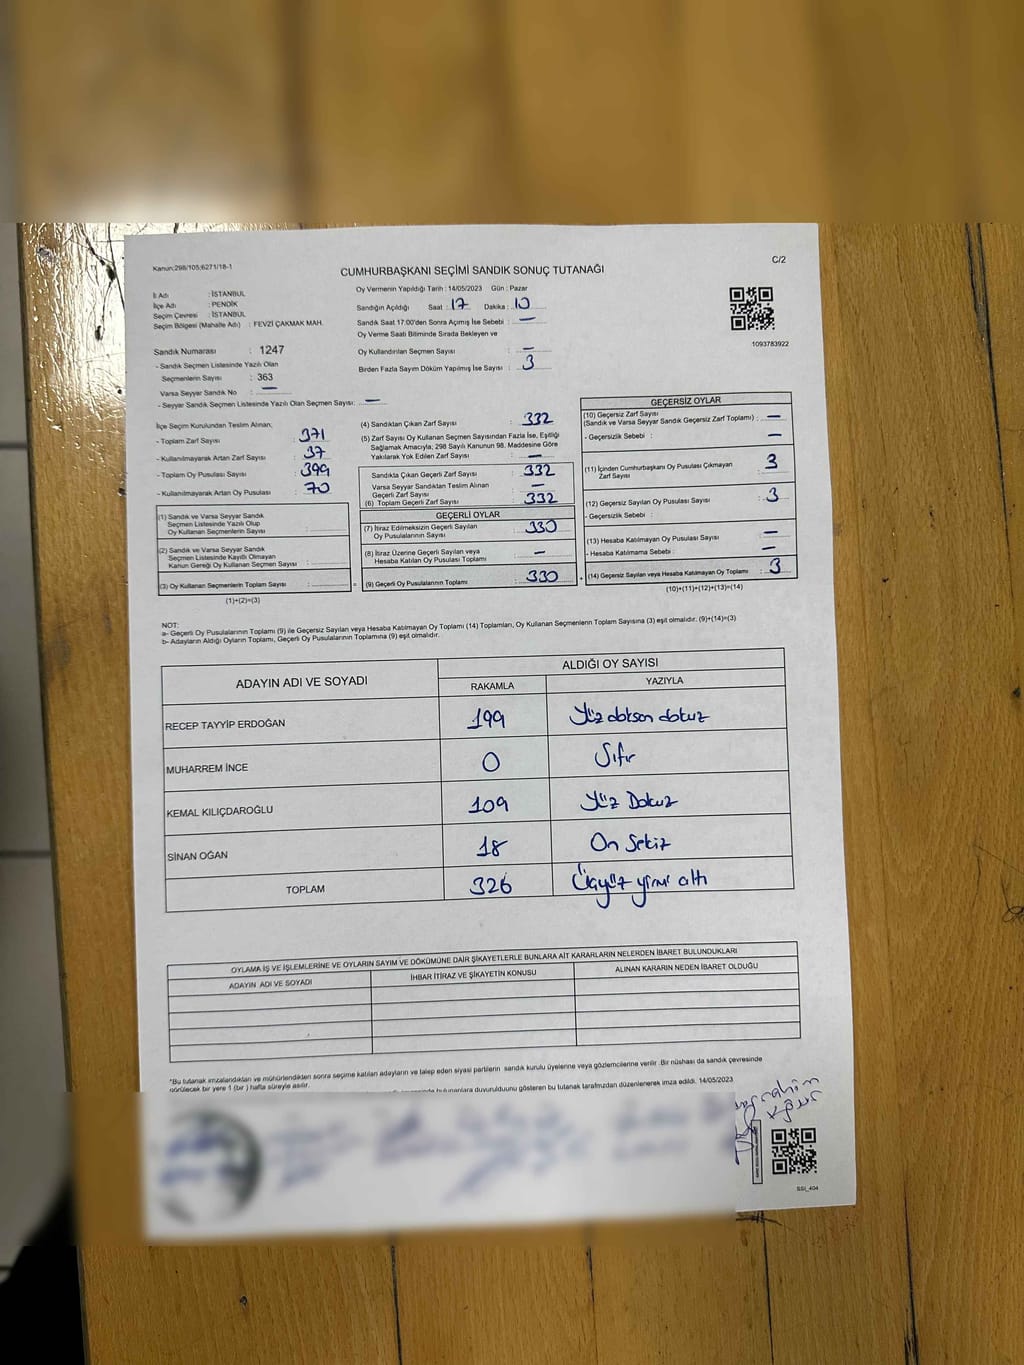 Kanun:298/105;6271/18-1
C/2
CUMHURBAŞKANI SEÇİMİ SANDIK SONUÇ TUTANAĞI
İl Adı : İSTANBUL
İlçe Adı : PENDİK
Seçim Çevresi : İSTANBUL
Seçim Bölgesi (Mahalle Adı) : FEVZİ ÇAKMAK MAH.
Sandık Numarası : 1247
- Sandık Seçmen Listesinde Yazılı Olan
Seçmenlerin Sayısı : 363
Varsa Seyyar Sandık No : —
- Seyyar Sandık Seçmen Listesinde Yazılı Olan Seçmen Sayısı: —
Oy Vermenin Yapıldığı Tarih : 14/05/2023 Gün : Pazar
Sandığın Açıldığı Saat : 17 Dakika : 10
Sandık Saat 17:00'den Sonra Açımış İse Sebebi : —
Oy Verme Saati Bitiminde Sırada Bekleyen ve
Oy Kullandırılan Seçmen Sayısı : —
Birden Fazla Sayım Döküm Yapılmış İse Sayısı : 3
1093783922
İlçe Seçim Kurulundan Teslim Alınan;
- Toplam Zarf Sayısı : 371
- Kullanılmayarak Artan Zarf Sayısı : 37
- Toplam Oy Pusulası Sayısı : 399
- Kullanılmayarak Artan Oy Pusulası : 70
(1) Sandık ve Varsa Seyyar Sandık
Seçmen Listesinde Yazılı Olup
Oy Kullanan Seçmenlerin Sayısı :
(2) Sandık ve Varsa Seyyar Sandık
Seçmen Listesinde Kayıtlı Olmayan
Kanun Gereği Oy Kullanan Seçmen Sayısı :
(3) Oy Kullanan Seçmenlerin Toplam Sayısı : =
(1)+(2)=(3)
(4) Sandıktan Çıkan Zarf Sayısı : 332
(5) Zarf Sayısı Oy Kullanan Seçmen Sayısından Fazla İse, Eşitliği
Sağlamak Amacıyla; 298 Sayılı Kanunun 98. Maddesine Göre
Yakılarak Yok Edilen Zarf Sayısı : —
Sandıkta Çıkan Geçerli Zarf Sayısı : 332
Varsa Seyyar Sandıktan Teslim Alınan
Geçerli Zarf Sayısı : —
(6) Toplam Geçerli Zarf Sayısı : 332
GEÇERLİ OYLAR
(7) İtiraz Edilmeksizin Geçerli Sayılan
Oy Pusulalarının Sayısı : 330
(8) İtiraz Üzerine Geçerli Sayılan veya
Hesaba Katılan Oy Pusulası Toplamı : —
(9) Geçerli Oy Pusulalarının Toplamı : 330 +
GEÇERSİZ OYLAR
(10) Geçersiz Zarf Sayısı
(Sandık ve Varsa Seyyar Sandık Geçersiz Zarf Toplamı) : —
- Geçersizlik Sebebi : —
(11) İçinden Cumhurbaşkanı Oy Pusulası Çıkmayan
Zarf Sayısı : 3
(12) Geçersiz Sayılan Oy Pusulası Sayısı : 3
- Geçersizlik Sebebi :
(13) Hesaba Katılmayan Oy Pusulası Sayısı : —
- Hesaba Katılmama Sebebi : —
(14) Geçersiz Sayılan veya Hesaba Katılmayan Oy Toplamı : 3
(10)+(11)+(12)+(13)=(14)
NOT:
a- Geçerli Oy Pusulalarının Toplamı (9) ile Geçersiz Sayılan veya Hesaba Katılmayan Oy Toplamı (14) Toplamları, Oy Kullanan Seçmenlerin Toplam Sayısına (3) eşit olmalıdır. (9)+(14)=(3)
b- Adayların Aldığı Oyların Toplamı, Geçerli Oy Pusulalarının Toplamına (9) eşit olmalıdır.
ADAYIN ADI VE SOYADI
ALDIĞI OY SAYISI
RAKAMLA YAZIYLA
RECEP TAYYİP ERDOĞAN 199 Yüz doksan dokuz
MUHARREM İNCE 0 Sıfır
KEMAL KILIÇDAROĞLU 109 Yüz Dokuz
SİNAN OĞAN 18 On Sekiz
TOPLAM 326 Üçyüz yirmi altı
OYLAMA İŞ VE İŞLEMLERİNE VE OYLARIN SAYIM VE DÖKÜMÜNE DAİR ŞİKAYETLERLE BUNLARA AİT KARARLARIN NELERDEN İBARET BULUNDUKLARI
ADAYIN ADI VE SOYADI İHBAR İTİRAZ VE ŞİKAYETİN KONUSU ALINAN KARARIN NEDEN İBARET OLDUĞU
*Bu tutanak imzalandıktan ve mühürlendikten sonra seçime katılan adayların ve talep eden siyasi partilerin sandık kurulu üyelerine veya gözlemcilerine verilir. Bir nüshası da sandık çevresinde
görülecek bir yere 1 (bir) hafta süreyle asılır.
bulunanlara duyurulduunu gösteren bu tutanak tarafımızdan düzenlenerek imza edildi. 14/05/2023
SSİ_404